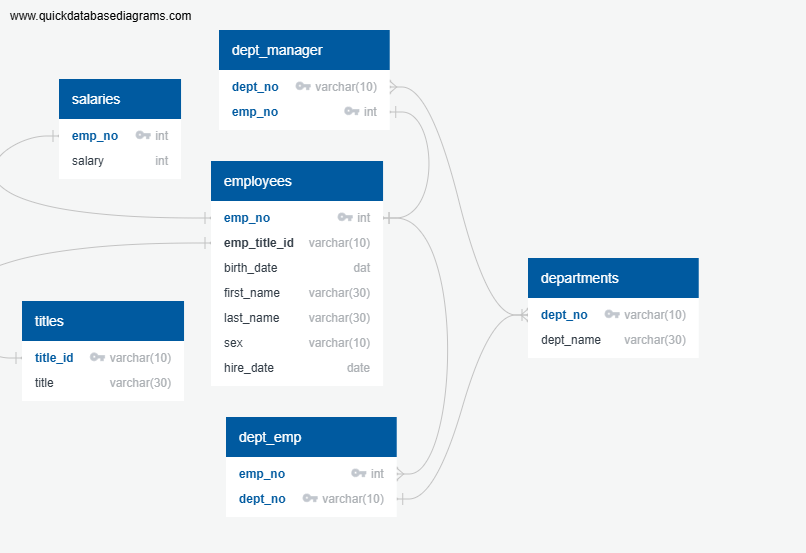 www.quickdatabasediagrams.com
dept_manager
dept_no varchar(10)
emp_no int
salaries
emp_no int
salary int
employees
emp_no int
emp_title_id varchar(10)
birth_date dat
first_name varchar(30)
last_name varchar(30)
sex varchar(10)
hire_date date
departments
dept_no varchar(10)
dept_name varchar(30)
titles
title_id varchar(10)
title varchar(30)
dept_emp
emp_no int
dept_no varchar(10)